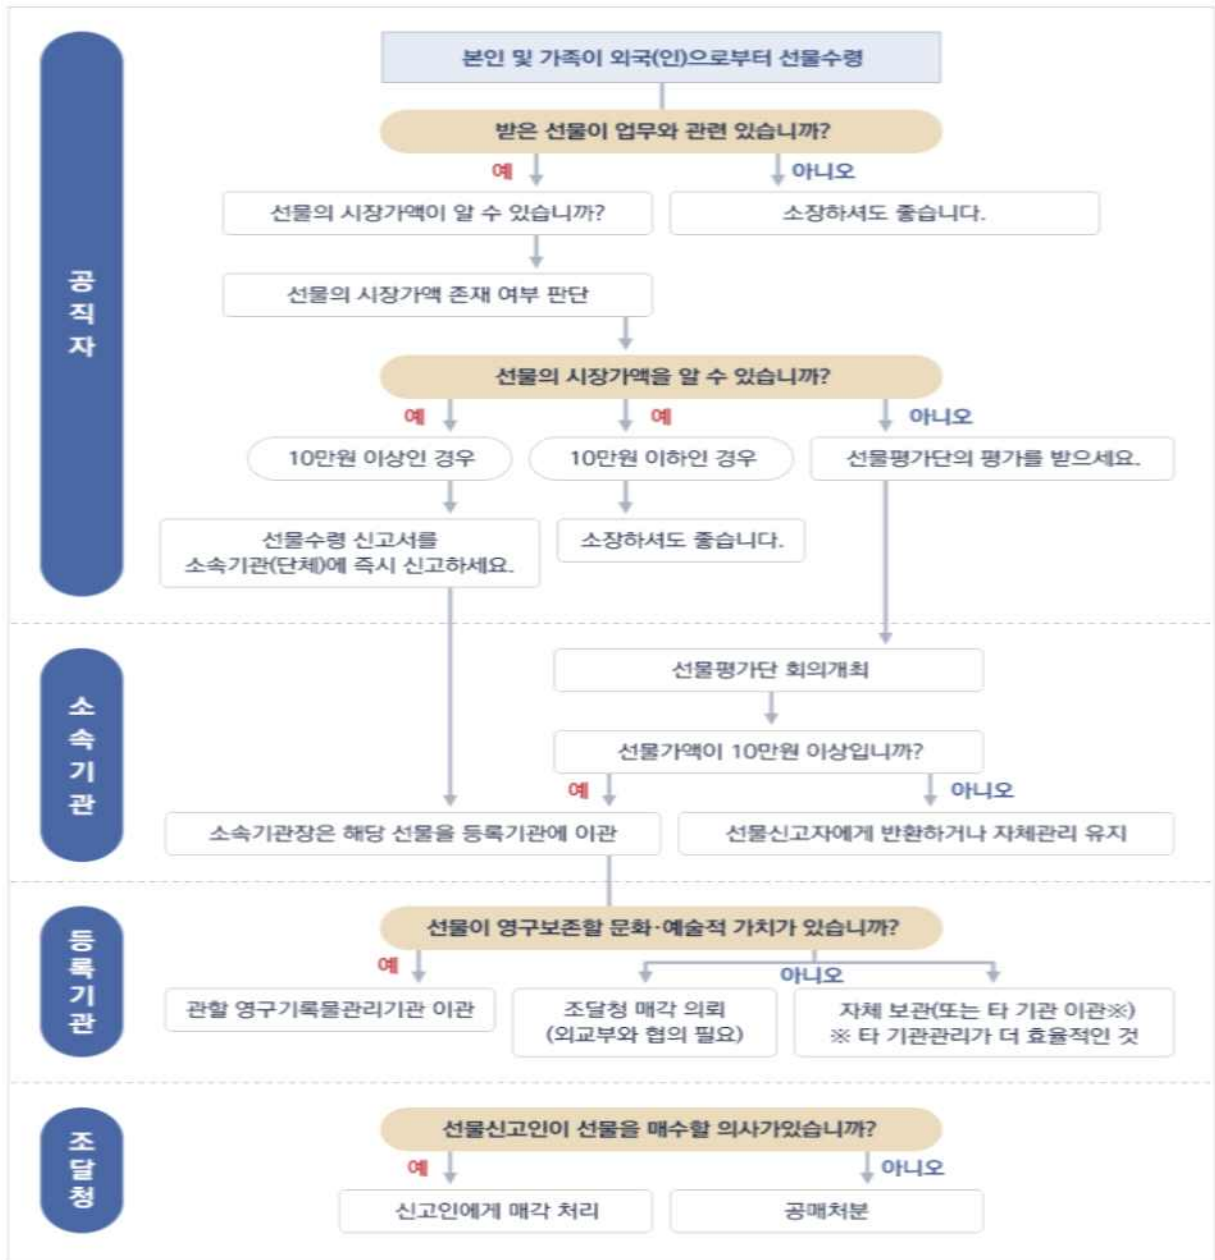 공직자
본인 및 가족이 외국(인)으로부터 선물수령
받은 선물이 업무와 관련 있습니까?
예
아니오
선물의 시장가액이 알 수 있습니까?
소장하셔도 좋습니다.
선물의 시장가액 존재 여부 판단
선물의 시장가액을 알 수 있습니까?
예
예
아니오
10만원 이상인 경우
10만원 이하인 경우
선물평가단의 평가를 받으세요.
선물수령 신고서를
소속기관(단체)에 즉시 신고하세요.
소장하셔도 좋습니다.
소속기관
선물평가단 회의개최
선물가액이 10만원 이상입니까?
예
아니오
소속기관장은 해당 선물을 등록기관에 이관
선물신고자에게 반환하거나 자체관리 유지
등록기관
선물이 영구보존할 문화·예술적 가치가 있습니까?
예
아니오
관할 영구기록물관리기관 이관
조달청 매각 의뢰
(외교부와 협의 필요)
자체 보관(또는 타 기관 이관※)
※ 타 기관관리가 더 효율적인 것
조달청
선물신고인이 선물을 매수할 의사가있습니까?
예
아니오
신고인에게 매각 처리
공매처분